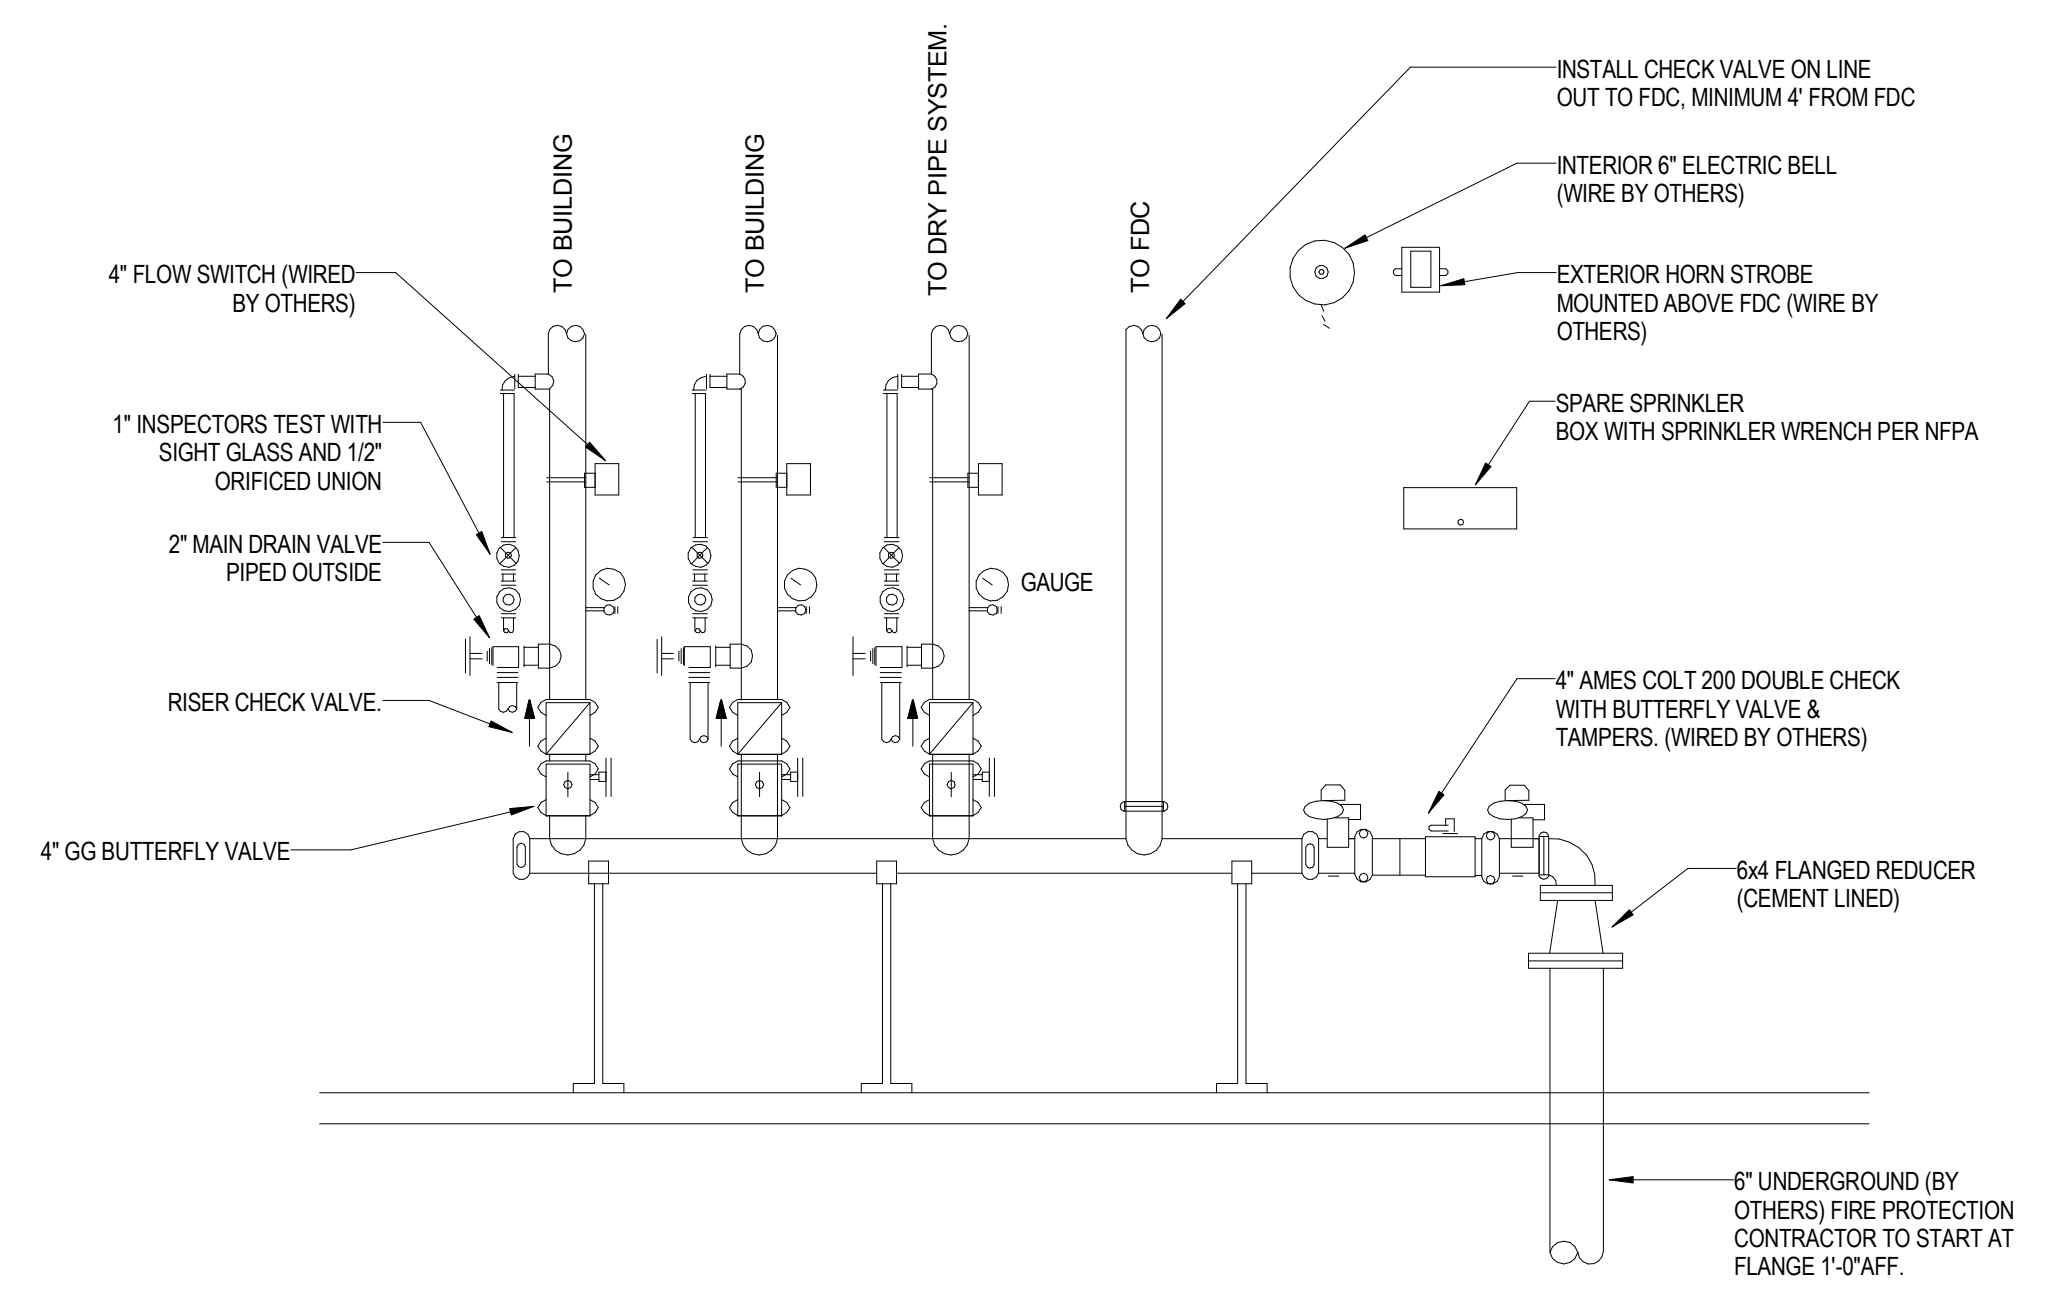 TO BUILDING
TO BUILDING
TO DRY PIPE SYSTEM.
TO FDC
4" FLOW SWITCH (WIRED
BY OTHERS)
1" INSPECTORS TEST WITH
SIGHT GLASS AND 1/2"
ORIFICED UNION
2" MAIN DRAIN VALVE
PIPED OUTSIDE
RISER CHECK VALVE.
4" GG BUTTERFLY VALVE
GAUGE
INSTALL CHECK VALVE ON LINE
OUT TO FDC, MINIMUM 4' FROM FDC
INTERIOR 6" ELECTRIC BELL
(WIRE BY OTHERS)
EXTERIOR HORN STROBE
MOUNTED ABOVE FDC (WIRE BY
OTHERS)
SPARE SPRINKLER
BOX WITH SPRINKLER WRENCH PER NFPA
4" AMES COLT 200 DOUBLE CHECK
WITH BUTTERFLY VALVE &
TAMPERS. (WIRED BY OTHERS)
6x4 FLANGED REDUCER
(CEMENT LINED)
6" UNDERGROUND (BY
OTHERS) FIRE PROTECTION
CONTRACTOR TO START AT
FLANGE 1'-0"AFF.